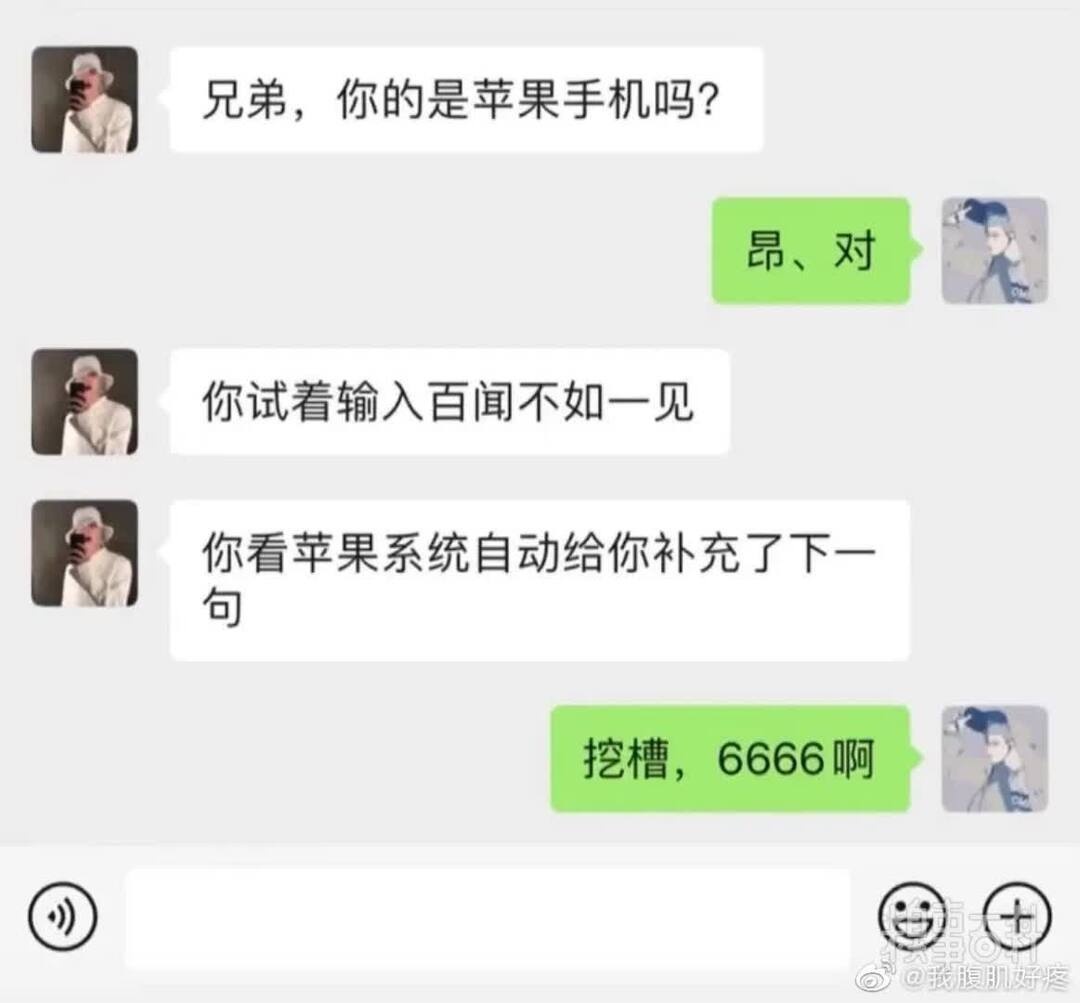 兄弟，你的是苹果手机吗？
昂、对
你试着输入百闻不如一见
你看苹果系统自动给你补充了下一
句
挖槽，6666啊
@我腹肌好疼